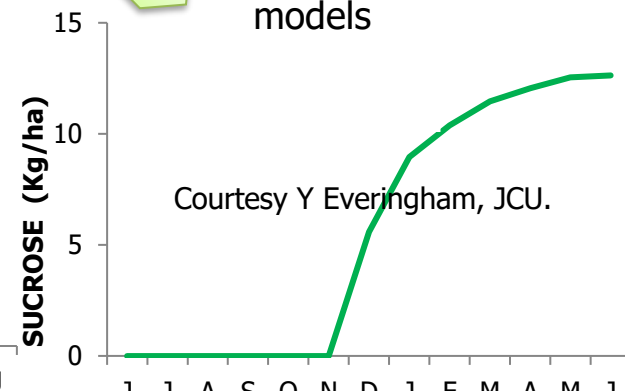 models
15
10
5
0
SUCROSE (Kg/ha)
Courtesy Y Everingham, JCU.
J J A S O N D J F M A M J